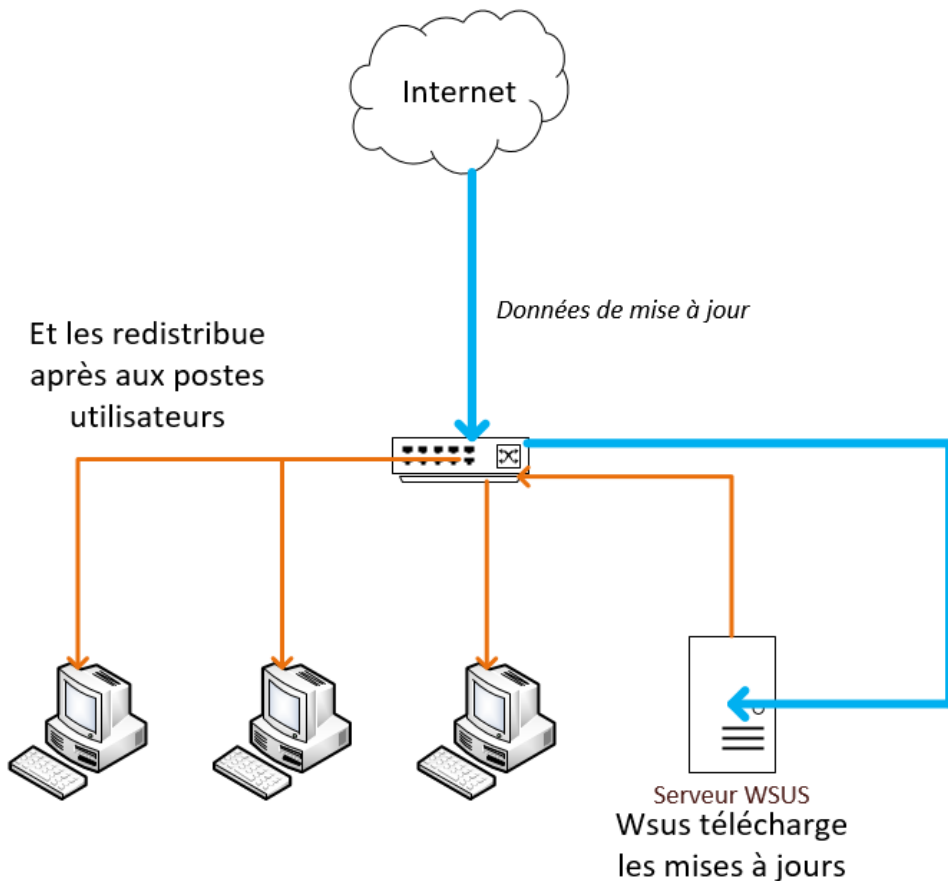 Internet
Données de mise à jour
Et les redistribue
après aux postes
utilisateurs
Serveur WSUS
Wsus télécharge
les mises à jours